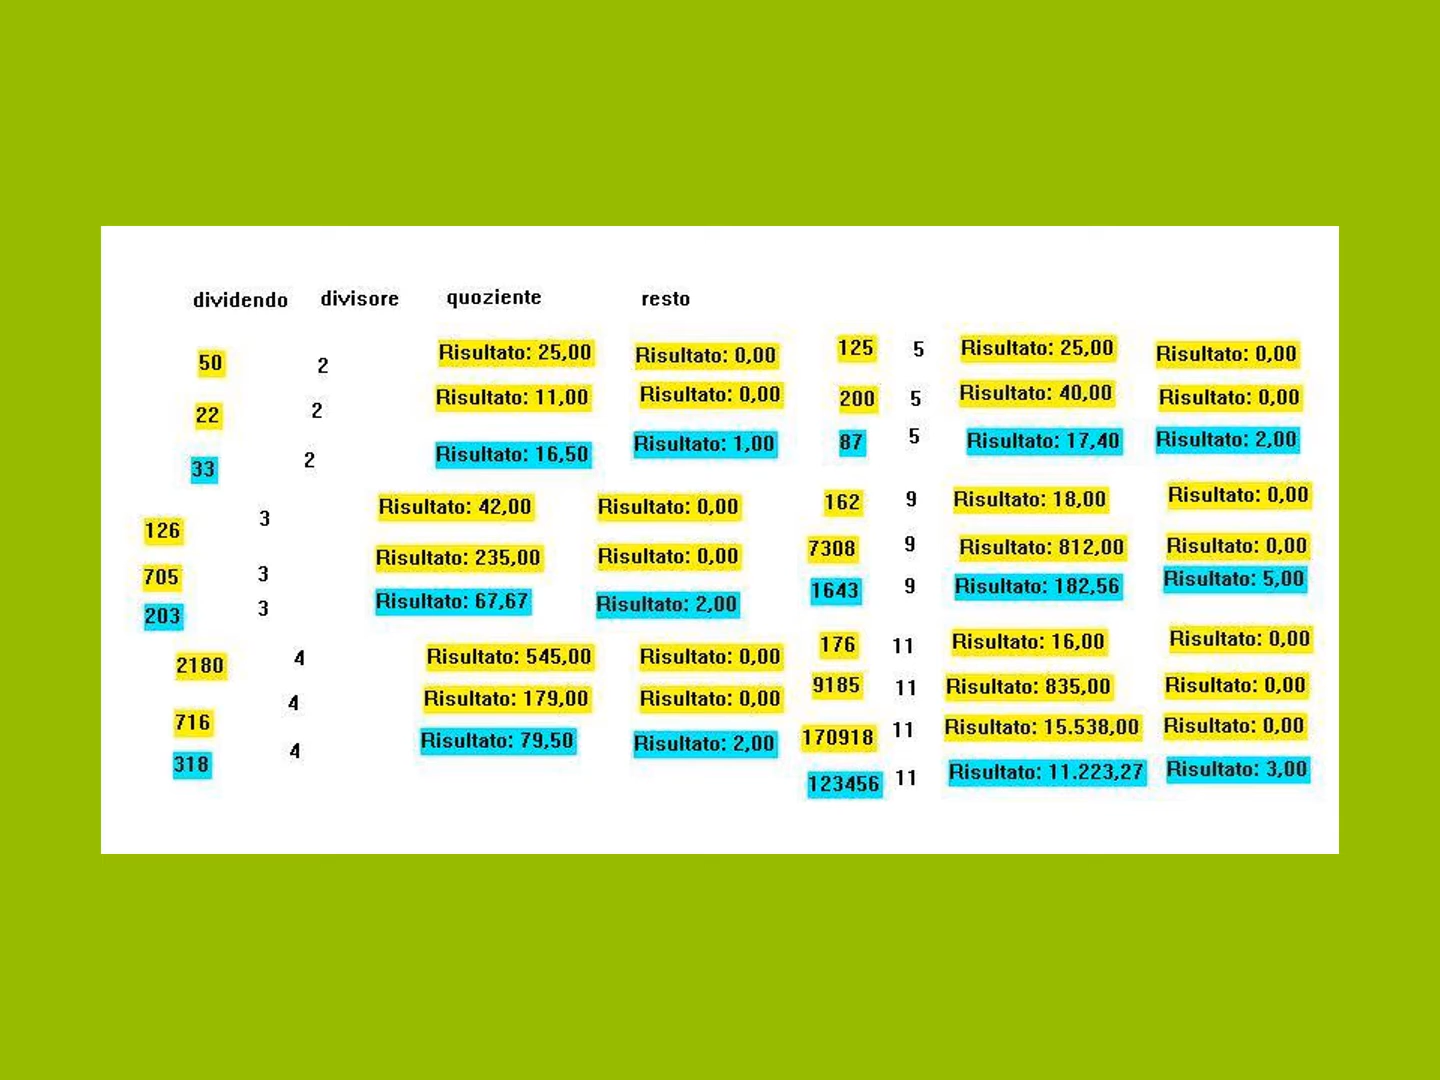 dividendo divisore quoziente resto
50 2 Risultato: 25,00 Risultato: 0,00
22 2 Risultato: 11,00 Risultato: 0,00
33 2 Risultato: 16,50 Risultato: 1,00
126 3 Risultato: 42,00 Risultato: 0,00
705 3 Risultato: 235,00 Risultato: 0,00
203 3 Risultato: 67,67 Risultato: 2,00
2180 4 Risultato: 545,00 Risultato: 0,00
716 4 Risultato: 179,00 Risultato: 0,00
318 4 Risultato: 79,50 Risultato: 2,00
125 5 Risultato: 25,00 Risultato: 0,00
200 5 Risultato: 40,00 Risultato: 0,00
87 5 Risultato: 17,40 Risultato: 2,00
162 9 Risultato: 18,00 Risultato: 0,00
7308 9 Risultato: 812,00 Risultato: 0,00
1643 9 Risultato: 182,56 Risultato: 5,00
176 11 Risultato: 16,00 Risultato: 0,00
9185 11 Risultato: 835,00 Risultato: 0,00
170918 11 Risultato: 15.538,00 Risultato: 0,00
123456 11 Risultato: 11.223,27 Risultato: 3,00